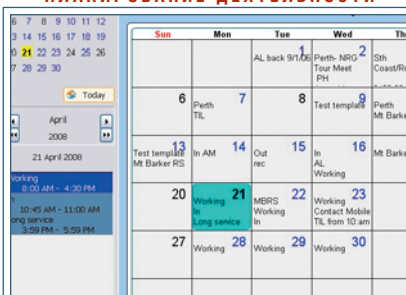 6 7 8 9 10 11 12
13 14 15 16 17 18 19
20 21 22 23 24 25 26
27 28 29 30
Today
April
2008
21 April 2008
Working
8:00 AM - 4:30 PM
10:45 AM - 11:00 AM
ong service
3:59 PM - 5:59 PM
Sun Mon Tue Wed Th
1 2
AL back 9/1/06 Perth- NRG Sth
Tour Meet Coast/R
PH
6 7 8 9
Perth Test template Perth
TIL Mt Barke
13 14 15 16
Test template In AM Out In Mt Barke
Mt Barker RS rec AL
Working
20 21 22 23
Working MBRS Working
In Working Contact Mobile
Long service In TIL from 10: am
27 28 29 30
Working Working Working